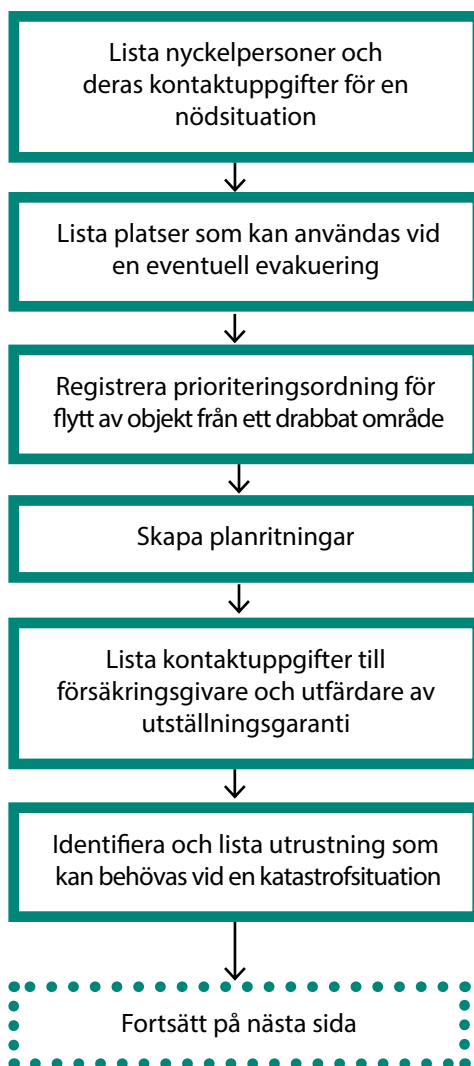 Lista nyckelpersoner och
deras kontaktuppgifter för en
nödsituation
Lista platser som kan användas vid
en eventuell evakuering
Registrera prioriteringsordning för
flytt av objekt från ett drabbat område
Skapa planritningar
Lista kontaktuppgifter till
försäkringsgivare och utfärdare av
utställningsgaranti
Identifiera och lista utrustning som
kan behövas vid en katastrofsituation
Fortsätt på nästa sida